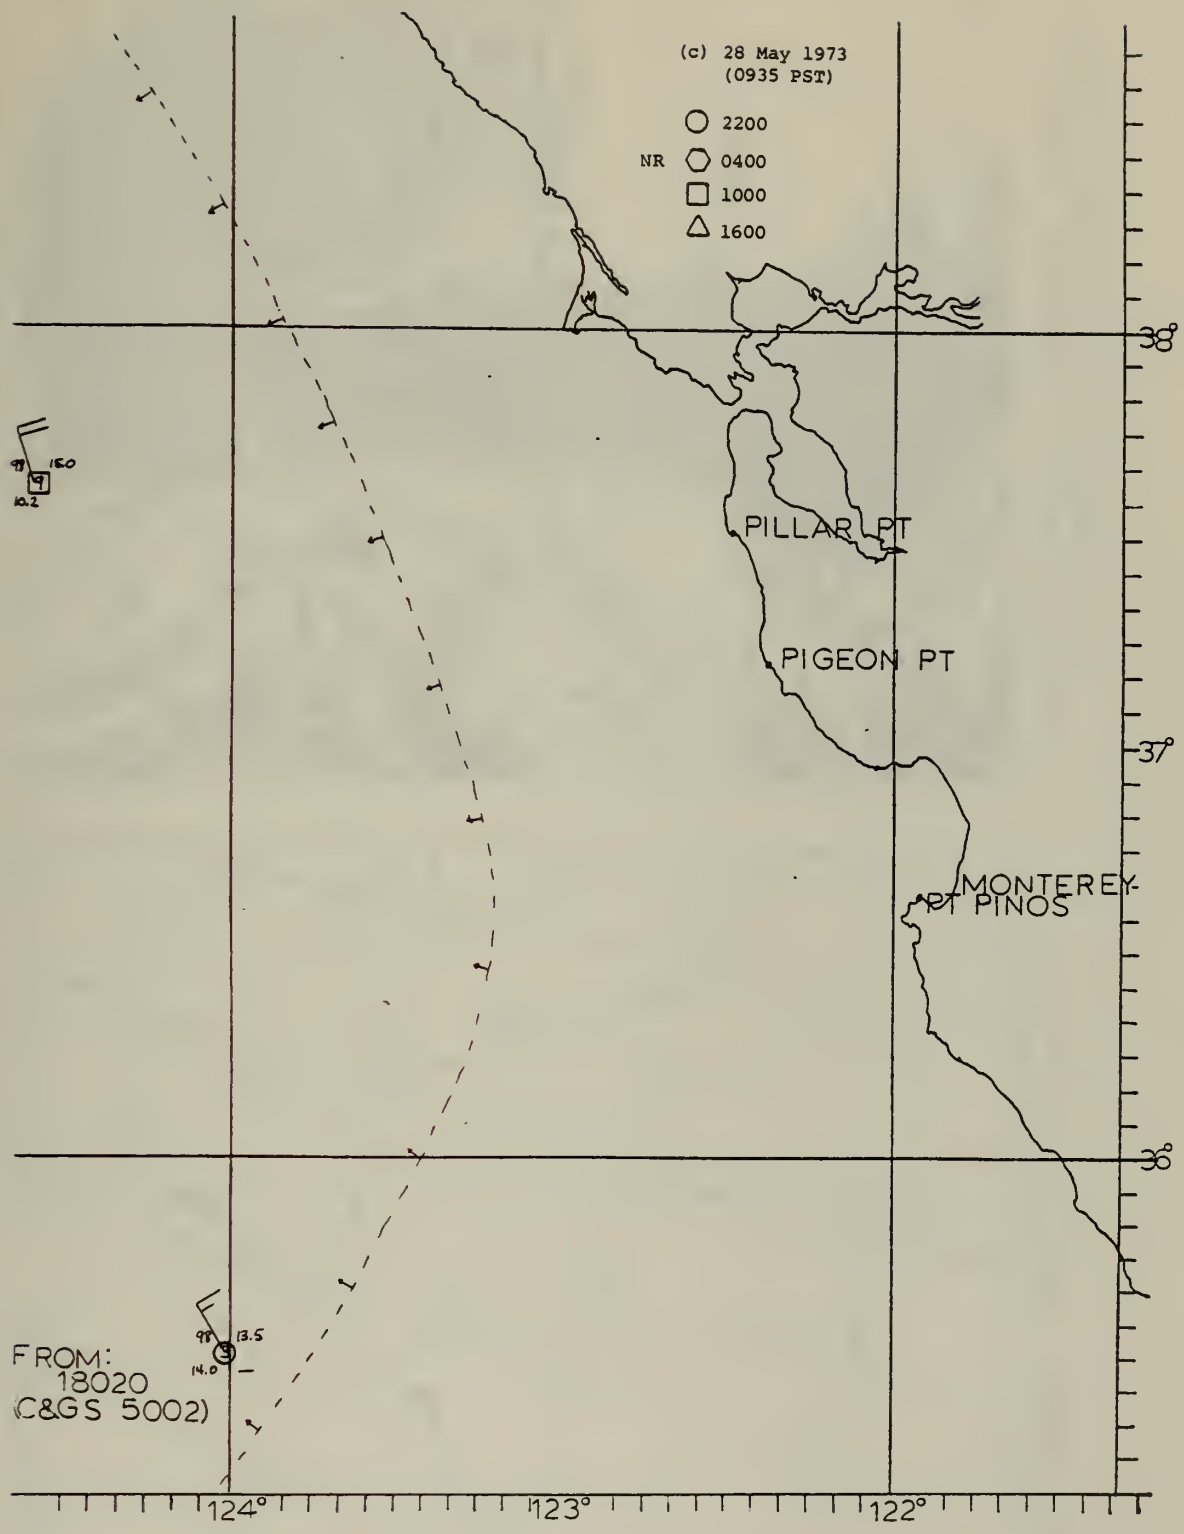 (c) 28 May 1973
(0935 PST)
2200
NR 0400
1000
1600
38°
98 15.0
9
10.2
PILLAR PT
PIGEON PT
37°
MONTEREY
PT PINOS
36°
98 13.5
3
14.0 —
FROM:
18020
(C&GS 5002)
124° 123° 122°